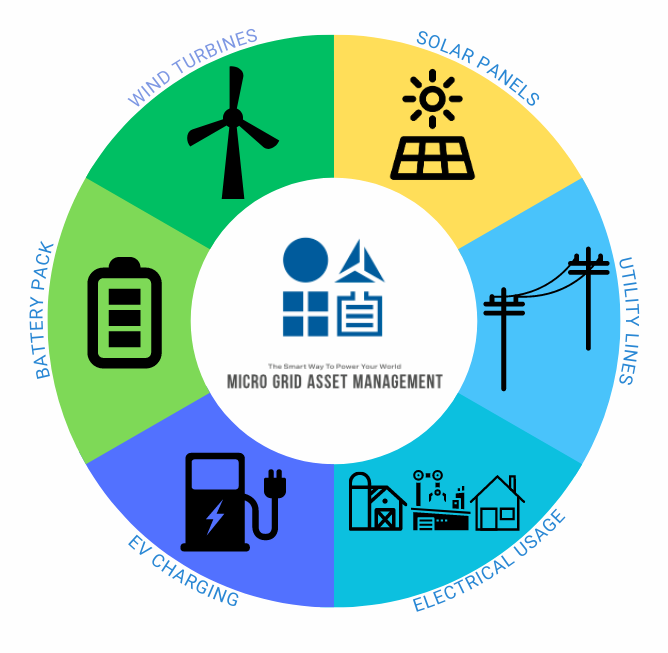 WIND TURBINES
SOLAR PANELS
BATTERY PACK
UTILITY LINES
The Smart Way To Power Your World
MICRO GRID ASSET MANAGEMENT
EV CHARGING
ELECTRICAL USAGE